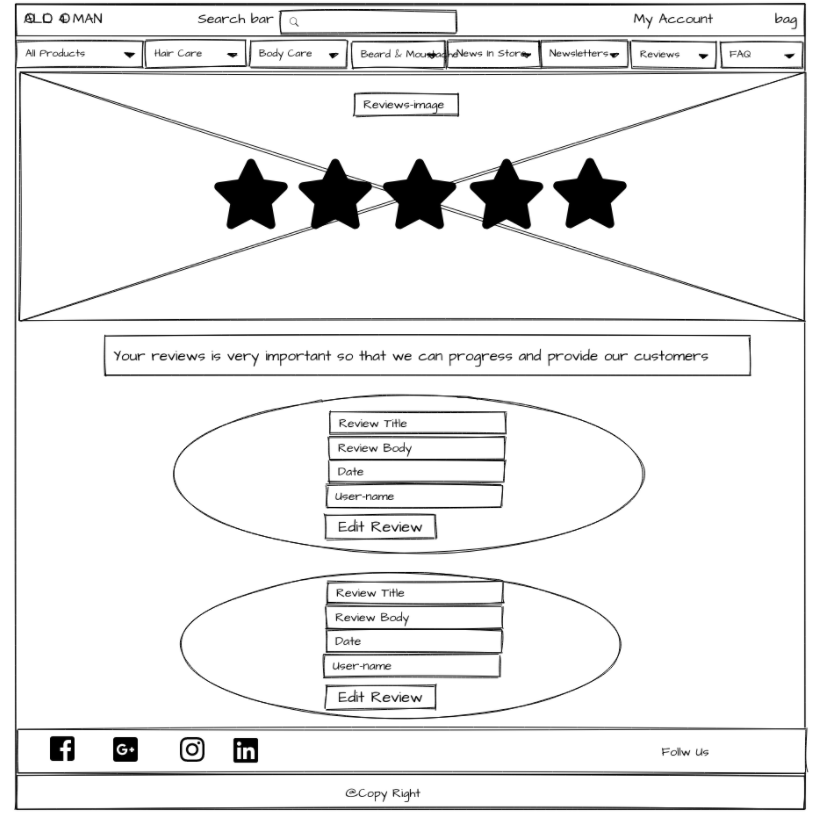 MAN
Search bar
My Account
bag
All Products
Hair Care
Body Care
Beard & Moustache
News in Store
Newsletters
Reviews
FAQ
Reviews-image
Your reviews is very important so that we can progress and provide our customers
Review Title
Review Body
Date
User-name
Edit Review
Review Title
Review Body
Date
User-name
Edit Review
G+
in
Follw Us
@Copy Right